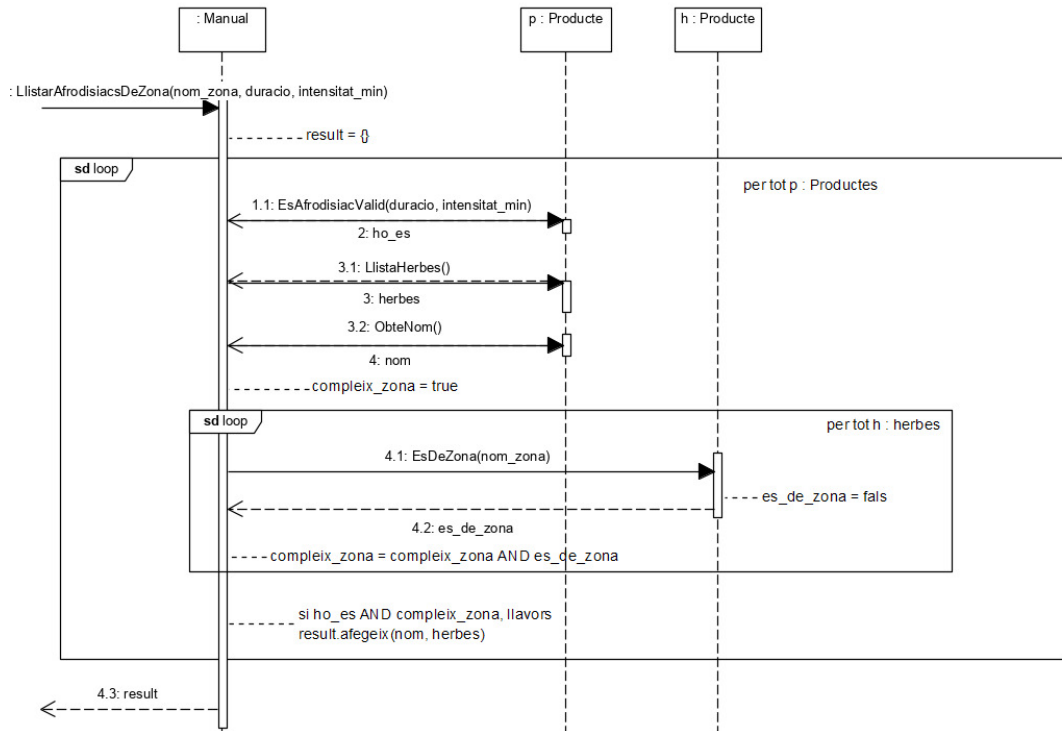 : Manual
p : Producte
h : Producte
: LlistarAfrodisiacsDeZona(nom_zona, duracio, intensitat_min)
result = {}
sd loop
per tot p : Productes
1.1: EsAfrodisiacValid(duracio, intensitat_min)
2: ho_es
3.1: LlistaHerbes()
3: herbes
3.2: ObteNom()
4: nom
compleix_zona = true
sd loop
per tot h : herbes
4.1: EsDeZona(nom_zona)
es_de_zona = fals
4.2: es_de_zona
compleix_zona = compleix_zona AND es_de_zona
si ho_es AND compleix_zona, llavors
result.afegeix(nom, herbes)
4.3: result